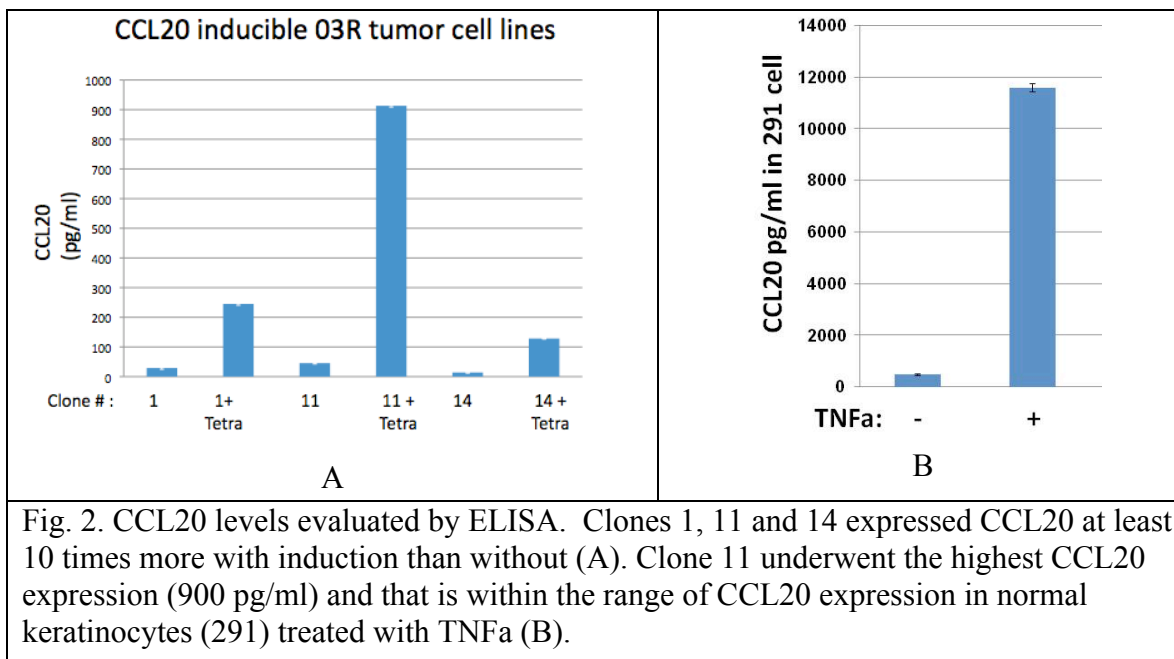 CCL20 inducible 03R tumor cell lines
1000
900
800
700
600
500
400
300
200
100
0
CCL20
(pg/ml)
Clone # : 1 1+ 11 11 + 14 14 +
Tetra Tetra Tetra
A
14000
12000
10000
8000
6000
4000
2000
0
CCL20 pg/ml in 291 cell
TNFa: - +
B
Fig. 2. CCL20 levels evaluated by ELISA. Clones 1, 11 and 14 expressed CCL20 at least
10 times more with induction than without (A). Clone 11 underwent the highest CCL20
expression (900 pg/ml) and that is within the range of CCL20 expression in normal
keratinocytes (291) treated with TNFa (B).